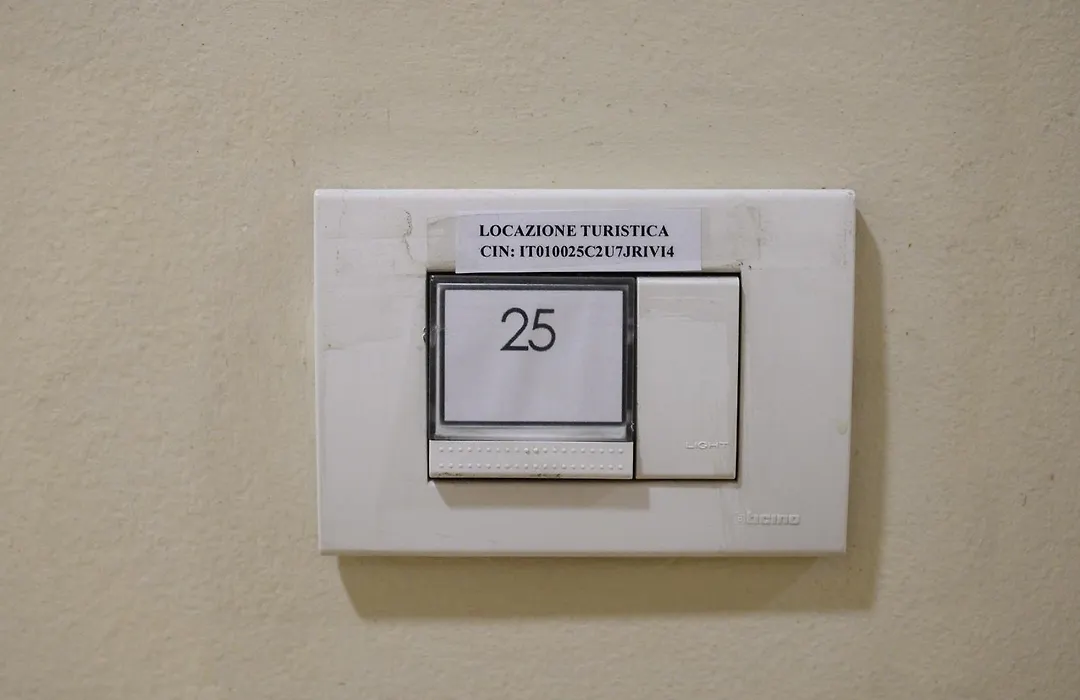 LOCAZIONE TURISTICA
CIN: IT010025C2U7JRIVI4
25
LIGHT
bticino